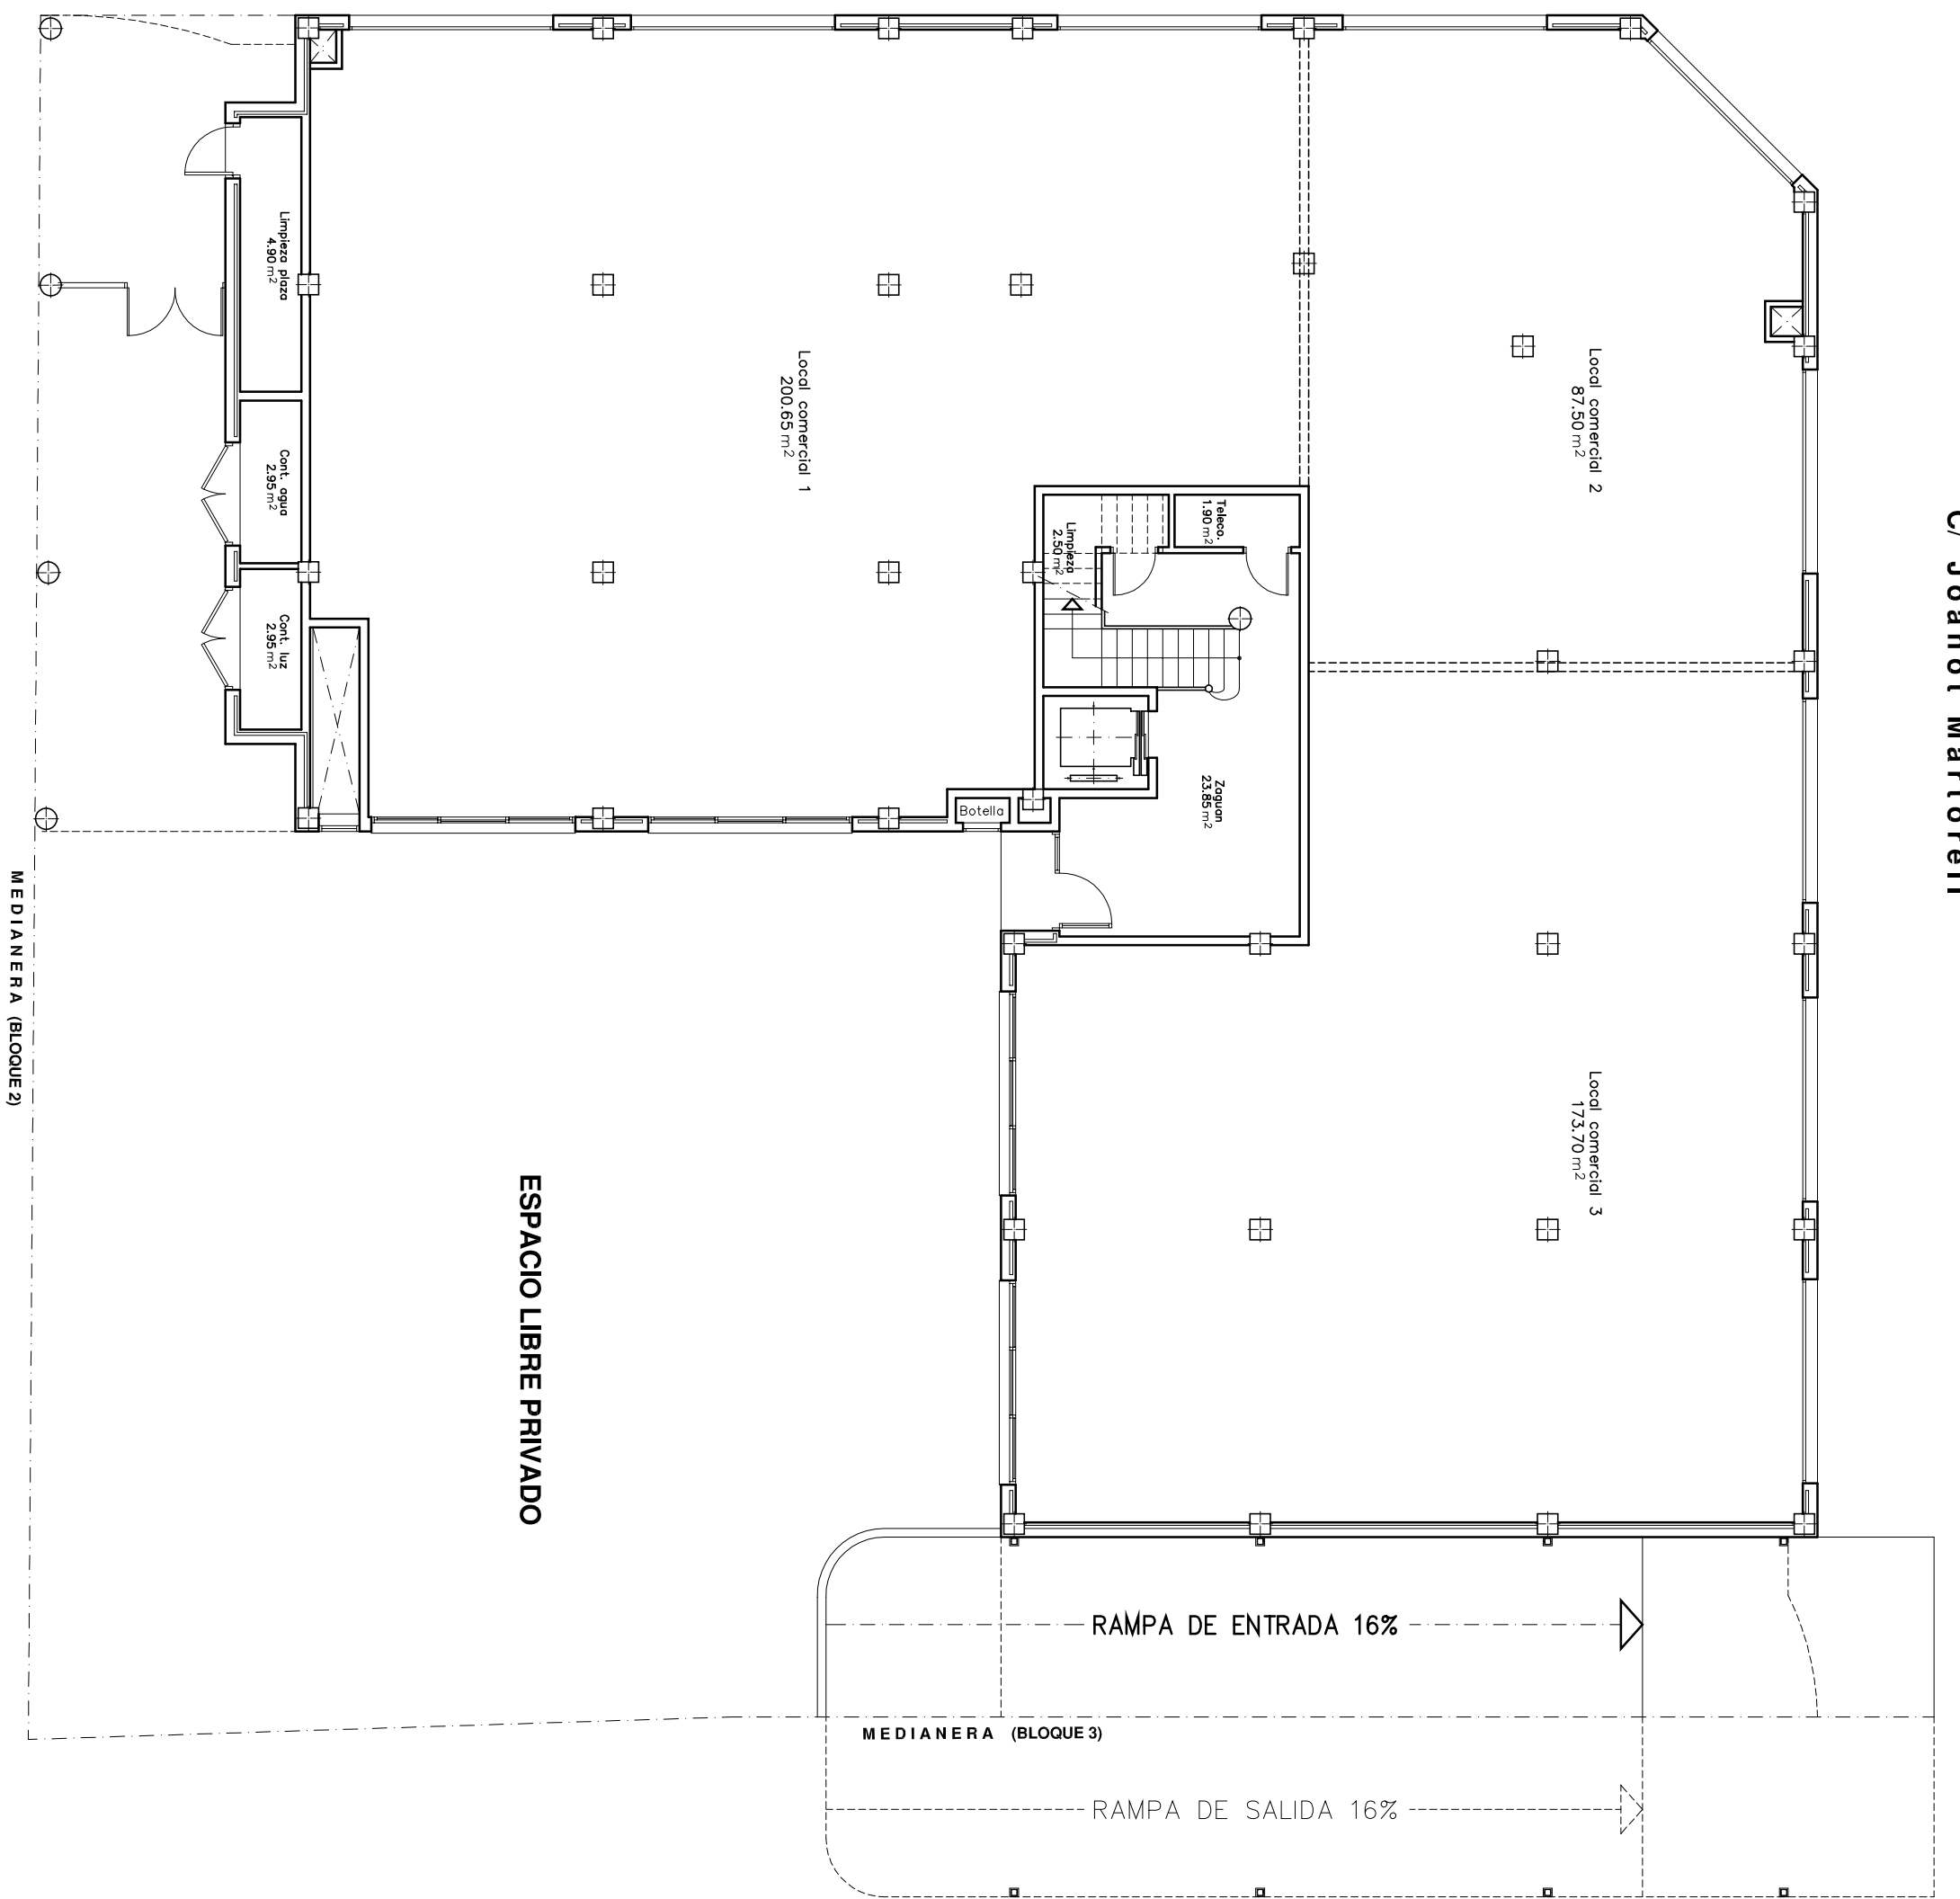 C/ Joanot Martorell
Local comercial 1
200.65 m²
Local comercial 2
87.50 m²
Local comercial 3
173.70 m²
Limpieza plaza
4.90 m²
Cont. agua
2.95 m²
Cont. luz
2.95 m²
Teleco.
1.90 m²
Limpieza
2.50 m²
Zaguan
23.85 m²
Botella
MEDIANERA (BLOQUE 2)
ESPACIO LIBRE PRIVADO
RAMPA DE ENTRADA 16%
MEDIANERA (BLOQUE 3)
RAMPA DE SALIDA 16%